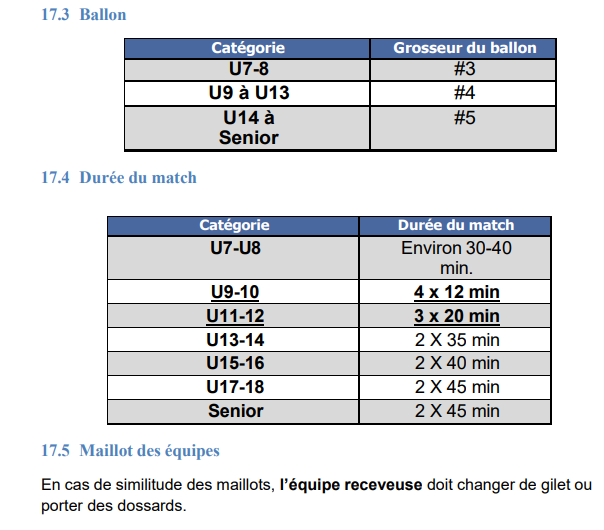 17.3 Ballon
Catégorie Grosseur du ballon
U7-8 #3
U9 à U13 #4
U14 à #5
Senior
17.4 Durée du match
Catégorie Durée du match
U7-U8 Environ 30-40
min.
U9-10 4 x 12 min
U11-12 3 x 20 min
U13-14 2 X 35 min
U15-16 2 X 40 min
U17-18 2 X 45 min
Senior 2 X 45 min
17.5 Maillot des équipes
En cas de similitude des maillots, l'équipe receveuse doit changer de gilet ou
porter des dossards.